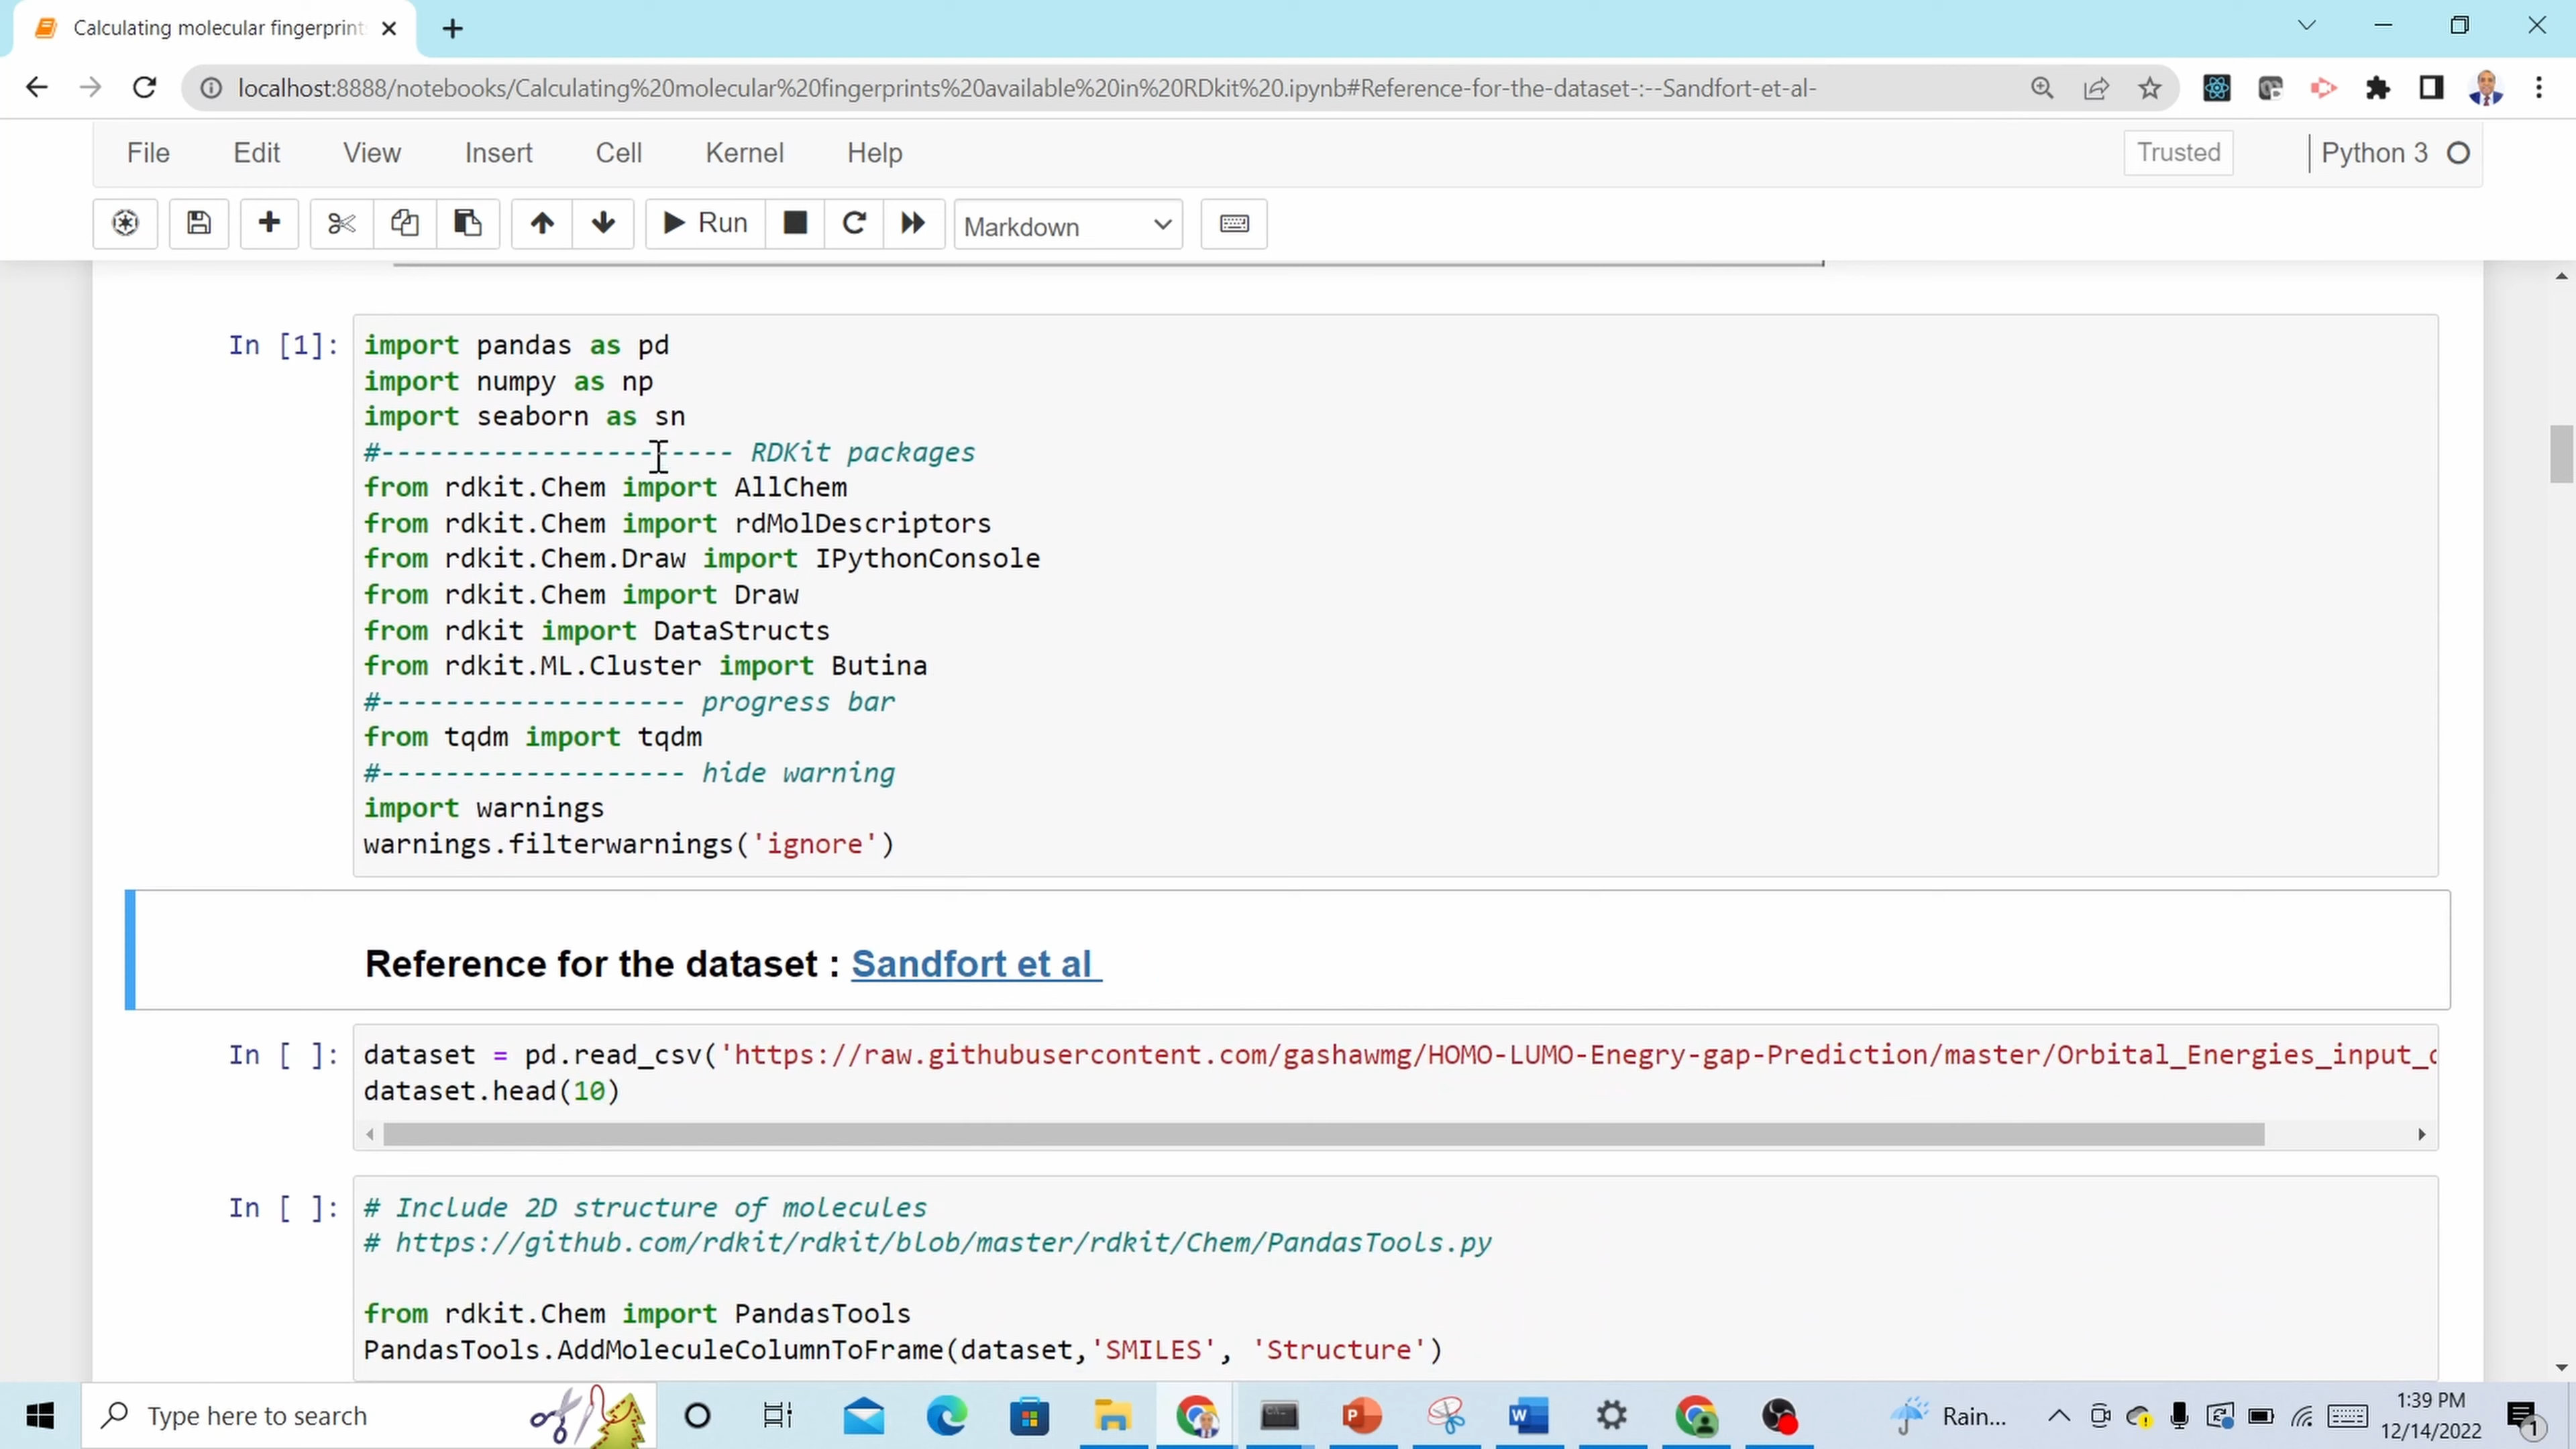 Calculating molecular fingerprint
localhost:8888/notebooks/Calculating%20molecular%20fingerprints%20available%20in%20RDkit%20.ipynb#Reference-for-the-dataset-:--Sandfort-et-al-
File Edit View Insert Cell Kernel Help Trusted Python 3
Run Markdown
In [1]: import pandas as pd
import numpy as np
import seaborn as sn
#---------------------- RDKit packages
from rdkit.Chem import AllChem
from rdkit.Chem import rdMolDescriptors
from rdkit.Chem.Draw import IPythonConsole
from rdkit.Chem import Draw
from rdkit import DataStructs
from rdkit.ML.Cluster import Butina
#------------------- progress bar
from tqdm import tqdm
#------------------- hide warning
import warnings
warnings.filterwarnings('ignore')
Reference for the dataset : Sandfort et al
In [ ]: dataset = pd.read_csv('https://raw.githubusercontent.com/gashawmg/HOMO-LUMO-Enegry-gap-Prediction/master/Orbital_Energies_input_
dataset.head(10)
In [ ]: # Include 2D structure of molecules
# https://github.com/rdkit/rdkit/blob/master/rdkit/Chem/PandasTools.py
from rdkit.Chem import PandasTools
PandasTools.AddMoleculeColumnToFrame(dataset,'SMILES', 'Structure')
Type here to search
Rain...
1:39 PM
12/14/2022
1